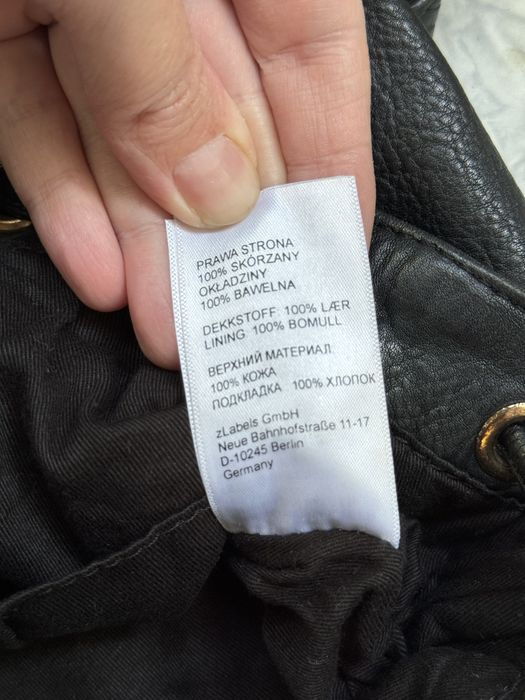 PRAWA STRONA
100% SKÓRZANY
OKŁADZINY
100% BAWELNA
DEKKSTOFF: 100% LÆR
LINING: 100% BOMULL
ВЕРХНИЙ МАТЕРИАЛ
100% КОЖА
ПОДКЛАДКА 100% ХЛОПОК
zLabels GmbH
Neue Bahnhofstraße 11-17
D-10245 Berlin
Germany